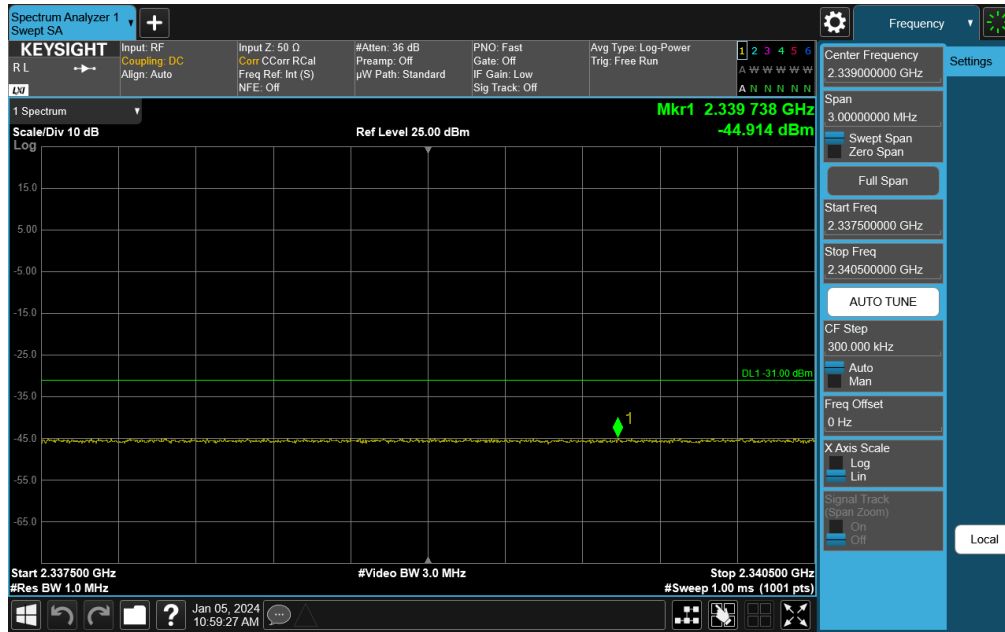 Spectrum Analyzer 1
Swept SA
Frequency
KEYSIGHT
R L
LXI
Input: RF
Coupling: DC
Align: Auto
Input Z: 50 Ω
Corr CCorr RCal
Freq Ref: Int (S)
NFE: Off
#Atten: 36 dB
Preamp: Off
µW Path: Standard
PNO: Fast
Gate: Off
IF Gain: Low
Sig Track: Off
Avg Type: Log-Power
Trig: Free Run
1 2 3 4 5 6
A W W W W W
A N N N N N
1 Spectrum
Scale/Div 10 dB
Log
Ref Level 25.00 dBm
Mkr1 2.339 738 GHz
-44.914 dBm
15.0
5.00
-5.00
-15.0
-25.0
-35.0
-45.0
-55.0
-65.0
DL1 -31.00 dBm
1
Start 2.337500 GHz
#Res BW 1.0 MHz
#Video BW 3.0 MHz
Stop 2.340500 GHz
#Sweep 1.00 ms (1001 pts)
Jan 05, 2024
10:59:27 AM
?
Center Frequency
2.339000000 GHz
Span
3.00000000 MHz
Swept Span
Zero Span
Full Span
Start Freq
2.337500000 GHz
Stop Freq
2.340500000 GHz
AUTO TUNE
CF Step
300.000 kHz
Auto
Man
Freq Offset
0 Hz
X Axis Scale
Log
Lin
Signal Track
(Span Zoom)
On
Off
Settings
Local